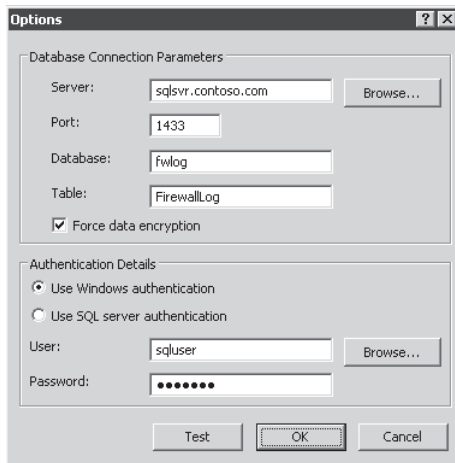 Options
Database Connection Parameters
Server: sqlsvr.contoso.com Browse...
Port: 1433
Database: fwlog
Table: FirewallLog
Force data encryption
Authentication Details
Use Windows authentication
Use SQL server authentication
User: sqluser Browse...
Password: •••••••
Test OK Cancel